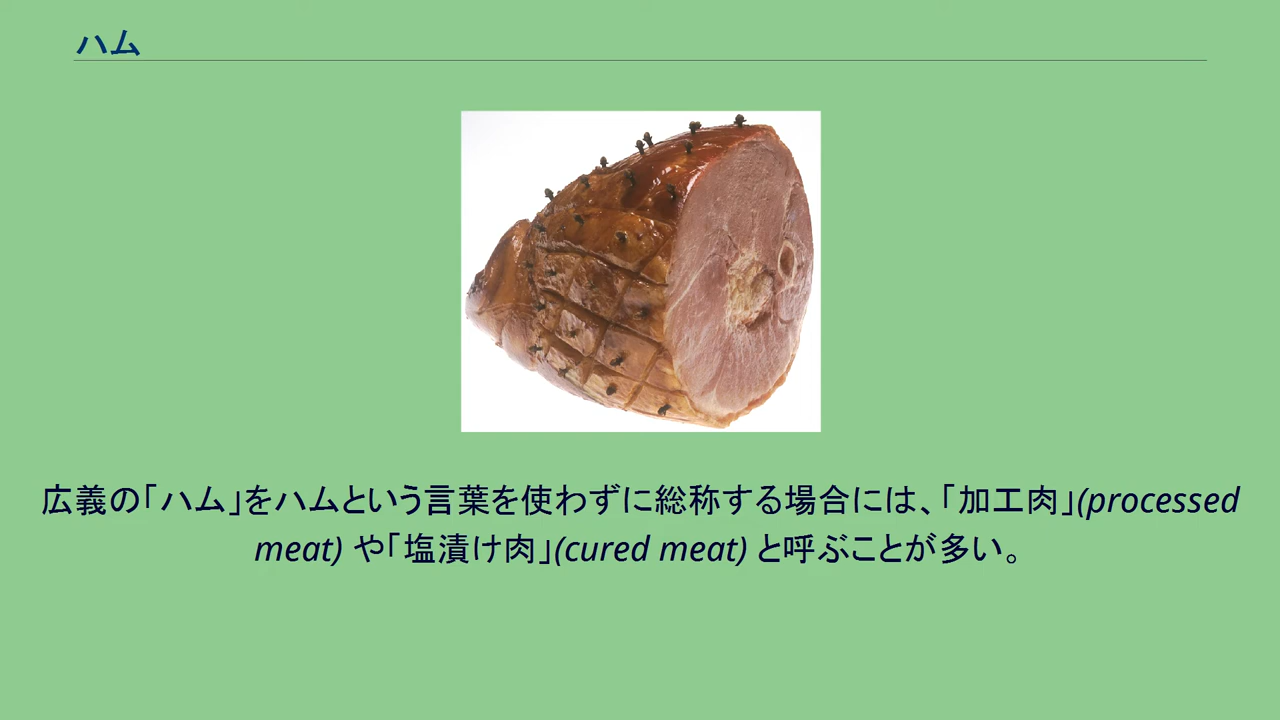 ハム
広義の「ハム」をハムという言葉を使わずに総称する場合には、「加工肉」(processed
meat) や「塩漬け肉」(cured meat) と呼ぶことが多い。